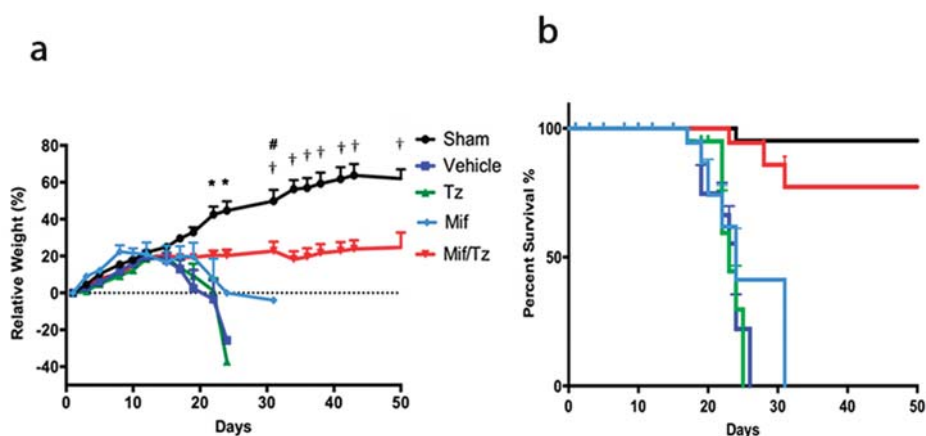 a
Relative Weight (%)
80
60
40
20
0
-20
-40
0
10
20
30
40
50
Days
*
*
#
†
†
†
†
†
†
†
Sham
Vehicle
Tz
Mif
Mif/Tz
b
Percent Survival %
100
50
0
0
10
20
30
40
50
Days